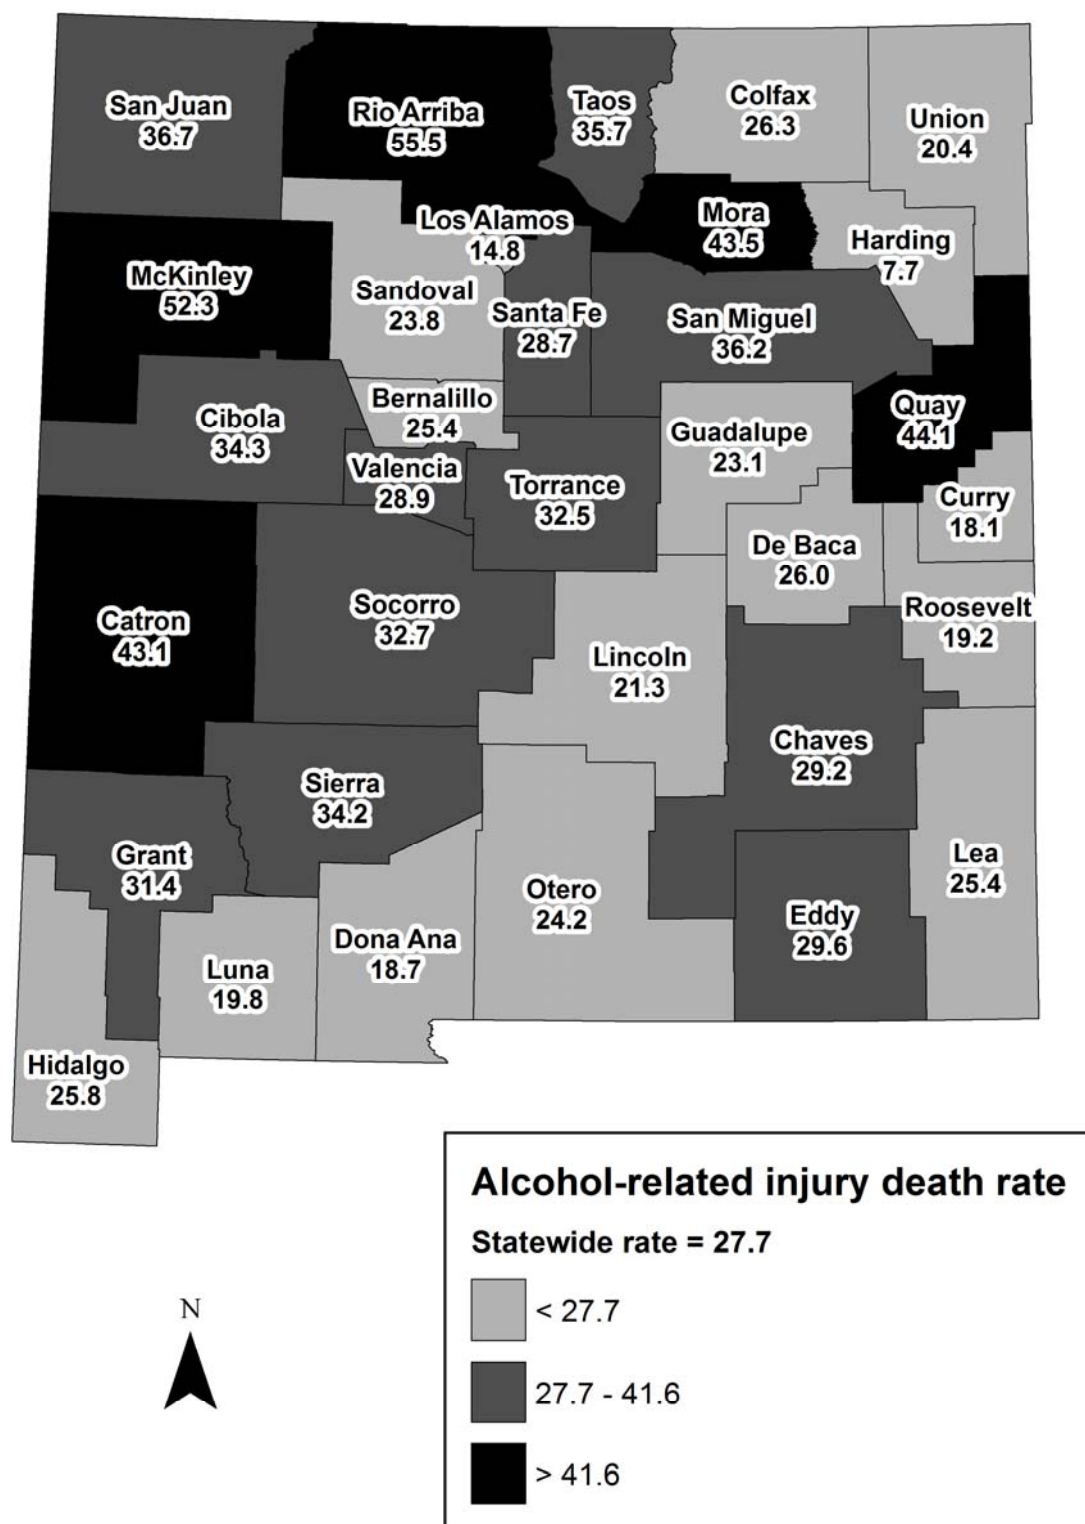 San Juan
36.7
Rio Arriba
55.5
Taos
35.7
Colfax
26.3
Union
20.4
Los Alamos
14.8
Mora
43.5
Harding
7.7
McKinley
52.3
Sandoval
23.8
Santa Fe
28.7
San Miguel
36.2
Cibola
34.3
Bernalillo
25.4
Quay
44.1
Guadalupe
23.1
Valencia
28.9
Torrance
32.5
Curry
18.1
De Baca
26.0
Catron
43.1
Socorro
32.7
Roosevelt
19.2
Lincoln
21.3
Chaves
29.2
Sierra
34.2
Grant
31.4
Lea
25.4
Otero
24.2
Eddy
29.6
Dona Ana
18.7
Luna
19.8
Hidalgo
25.8
Alcohol-related injury death rate
Statewide rate = 27.7
< 27.7
27.7 - 41.6
> 41.6
N